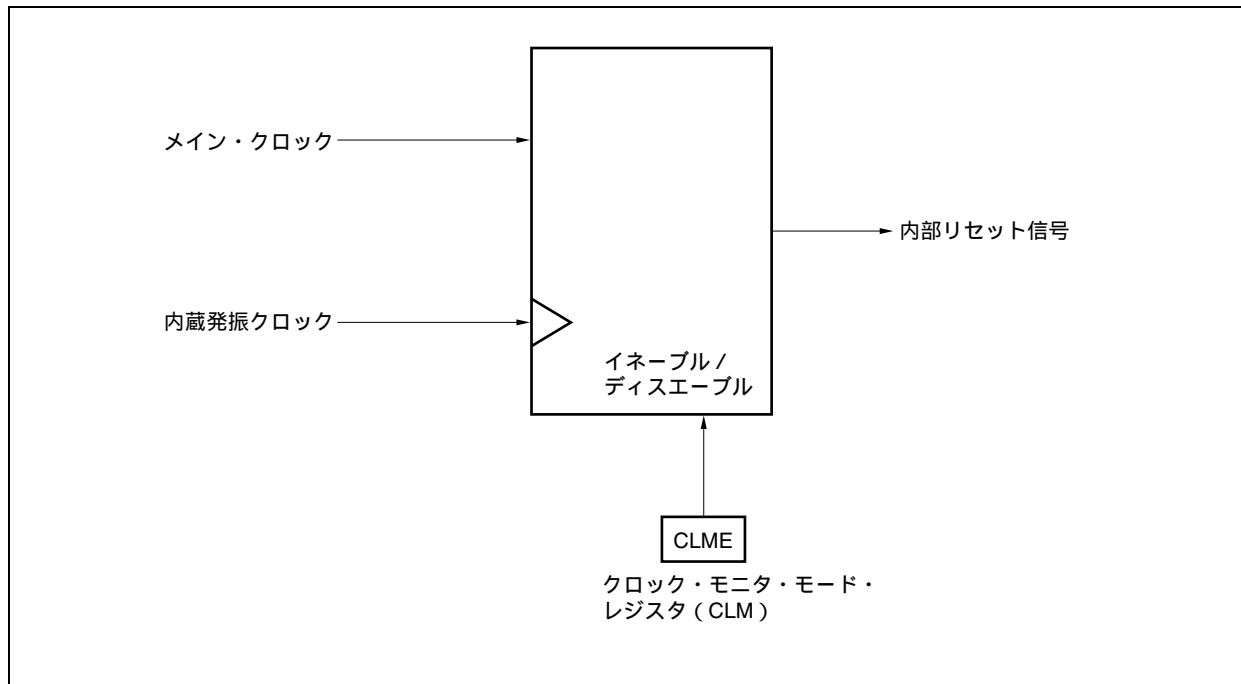 メイン・クロック
内部リセット信号
内蔵発振クロック
イネーブル /
ディスエーブル
CLME
クロック・モニタ・モード・
レジスタ（CLM）